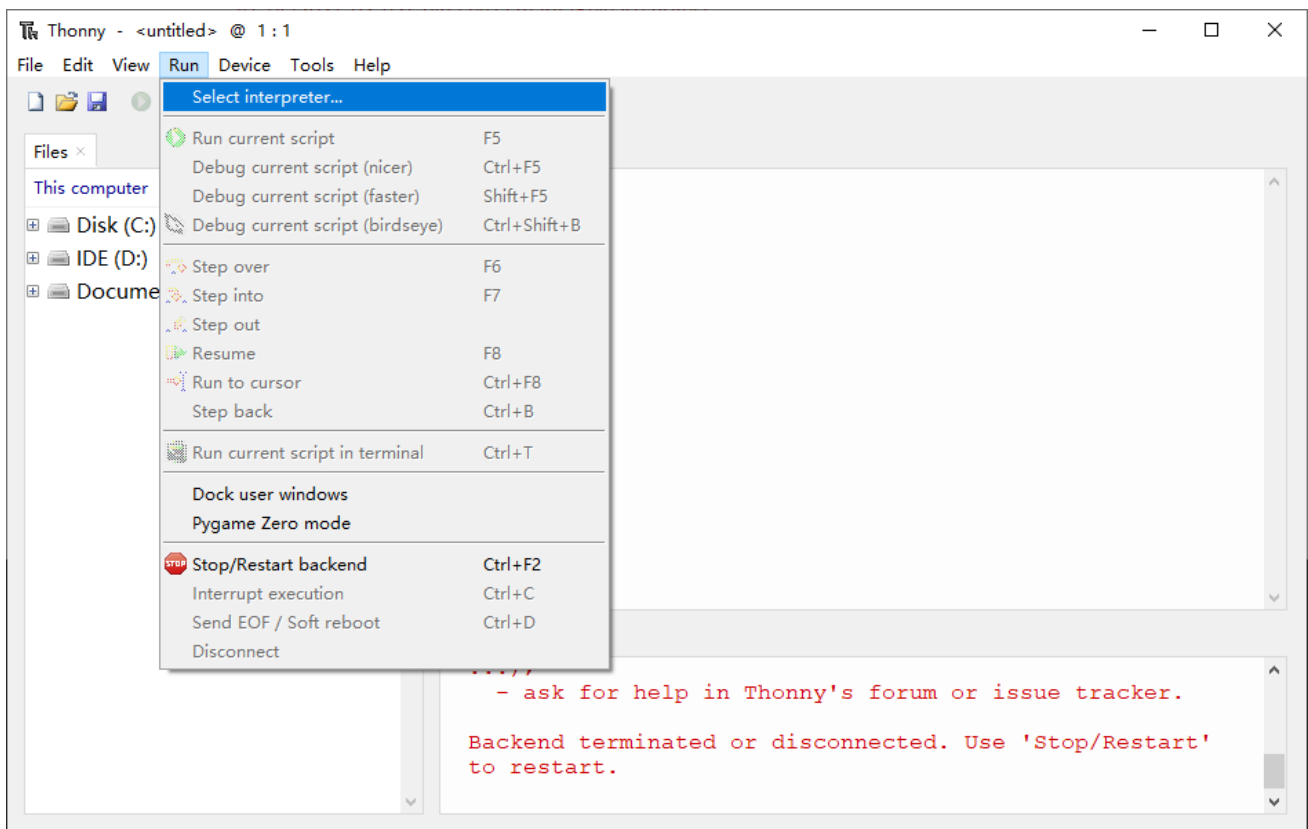 Thonny - <untitled> @ 1 : 1
File Edit View Run Device Tools Help
Select interpreter...
Files
Run current script F5
Debug current script (nicer) Ctrl+F5
This computer
Debug current script (faster) Shift+F5
Disk (C:)
Debug current script (birdseye) Ctrl+Shift+B
IDE (D:)
Step over F6
Docume
Step into F7
Step out
Resume F8
Run to cursor Ctrl+F8
Step back Ctrl+B
Run current script in terminal Ctrl+T
Dock user windows
Pygame Zero mode
STOP
Stop/Restart backend Ctrl+F2
Interrupt execution Ctrl+C
Send EOF / Soft reboot Ctrl+D
Disconnect
- ask for help in Thonny's forum or issue tracker.
Backend terminated or disconnected. Use 'Stop/Restart'
to restart.